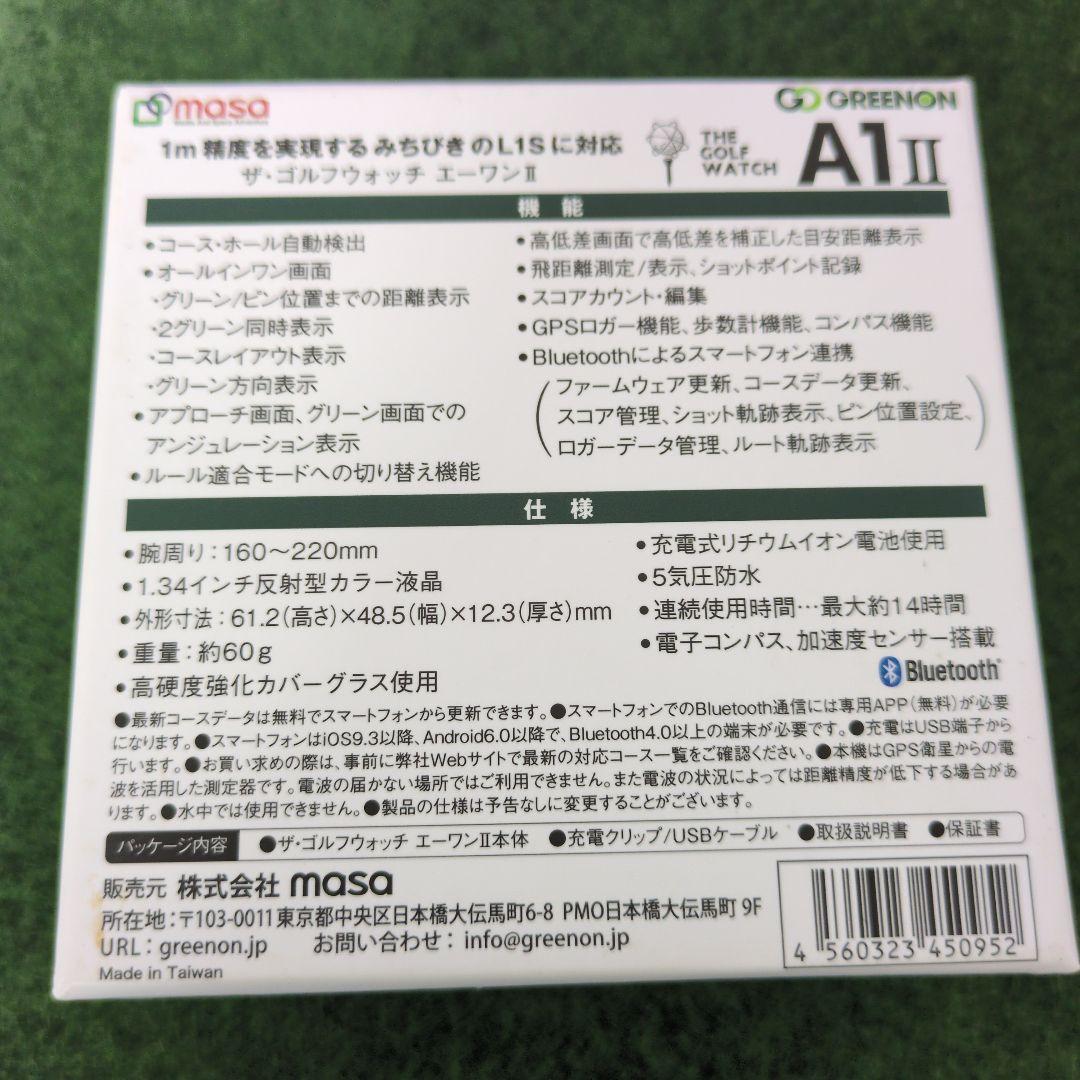 masa
GREENON
1m 精度を実現する みちびきのL1Sに対応
ザ・ゴルフウォッチ エーワンⅡ
THE
GOLF
WATCH
A1Ⅱ
機 能
•コース・ホール自動検出
•オールインワン画面
・グリーン/ピン位置までの距離表示
・2グリーン同時表示
・コースレイアウト表示
・グリーン方向表示
•アプローチ画面、グリーン画面での
アンジュレーション表示
•ルール適合モードへの切り替え機能
•高低差画面で高低差を補正した目安距離表示
•飛距離測定/表示、ショットポイント記録
•スコアカウント・編集
•GPSロガー機能、歩数計機能、コンパス機能
•Bluetoothによるスマートフォン連携
(ファームウェア更新、コースデータ更新、
スコア管理、ショット軌跡表示、ピン位置設定、
ロガーデータ管理、ルート軌跡表示)
仕 様
•腕周り:160～220mm
•1.34インチ反射型カラー液晶
•外形寸法:61.2(高さ)×48.5(幅)×12.3(厚さ)mm
•重量:約60g
•高硬度強化カバーグラス使用
•充電式リチウムイオン電池使用
•5気圧防水
•連続使用時間…最大約14時間
•電子コンパス、加速度センサー搭載
Bluetooth
●最新コースデータは無料でスマートフォンから更新できます。●スマートフォンでのBluetooth通信には専用APP(無料)が必要
になります。●スマートフォンはiOS9.3以降、Android6.0以降で、Bluetooth4.0以上の端末が必要です。●充電はUSB端子から
行います。●お買い求めの際は、事前に弊社Webサイトで最新の対応コース一覧をご確認ください。●本機はGPS衛星からの電
波を活用した測定器です。電波の届かない場所ではご利用できません。また電波の状況によっては距離精度が低下する場合があ
ります。●水中では使用できません。●製品の仕様は予告なしに変更することがございます。
パッケージ内容 ●ザ・ゴルフウォッチ エーワンⅡ本体 ●充電クリップ/USBケーブル ●取扱説明書 ●保証書
販売元 株式会社 masa
所在地:〒103-0011 東京都中央区日本橋大伝馬町6-8 PMO日本橋大伝馬町 9F
URL:greenon.jp お問い合わせ:info@greenon.jp
Made in Taiwan
4 560323 450952